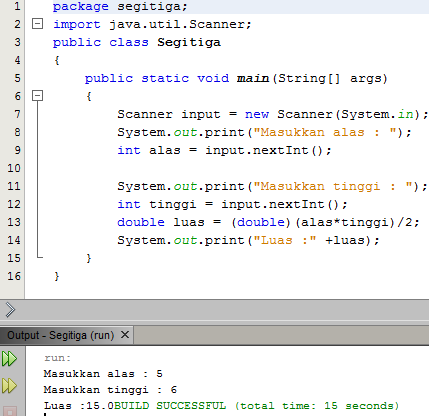 1 package segitiga;
2 import java.util.Scanner;
3 public class Segitiga
4 {
5 public static void main(String[] args)
6 {
7 Scanner input = new Scanner(System.in);
8 System.out.print("Masukkan alas : ");
9 int alas = input.nextInt();
10
11 System.out.print("Masukkan tinggi : ");
12 int tinggi = input.nextInt();
13 double luas = (double)(alas*tinggi)/2;
14 System.out.print("Luas :" +luas);
15 }
16 }
Output - Segitiga (run) ×
run:
Masukkan alas : 5
Masukkan tinggi : 6
Luas :15.0BUILD SUCCESSFUL (total time: 15 seconds)